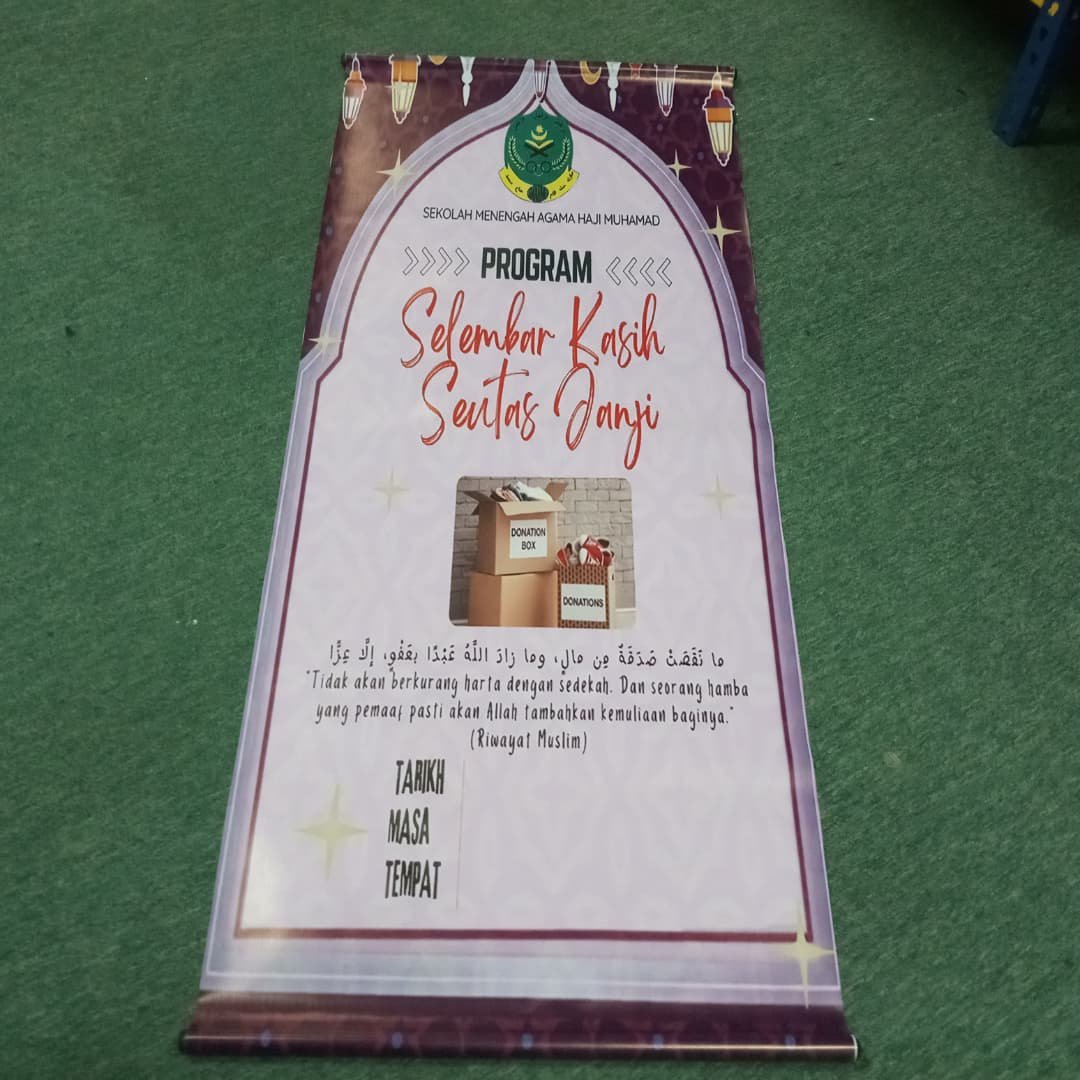 SEKOLAH MENENGAH AGAMA HAJI MUHAMAD
>>>> PROGRAM <<<<
Selembar Kasih
Seutas Janji
DONATION
BOX
DONATIONS
ما نَقَصَتْ صَدَقَةٌ مِن مالٍ، وما زادَ اللَّهُ عَبْدًا بعَفْوٍ، إلَّا عِزًّا
"Tidak akan berkurang harta dengan sedekah. Dan seorang hamba
yang pemaaf pasti akan Allah tambahkan kemuliaan baginya."
(Riwayat Muslim)
TARIKH
MASA
TEMPAT